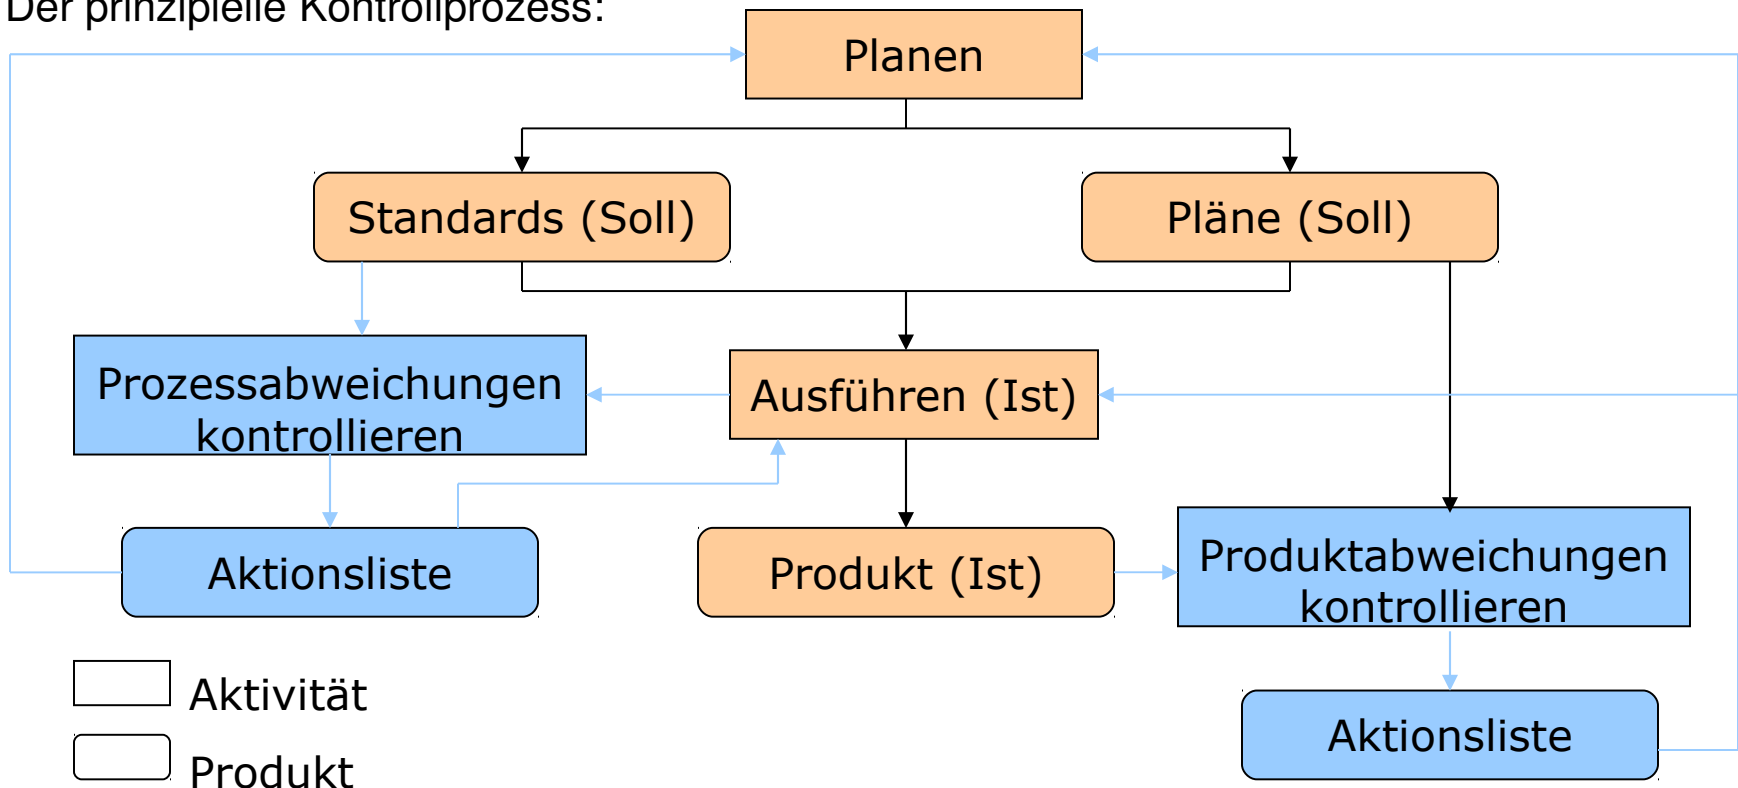 Der prinzipielle Kontrollprozess:
Planen
Standards (Soll)
Pläne (Soll)
Prozessabweichungen
kontrollieren
Ausführen (Ist)
Aktionsliste
Produkt (Ist)
Produktabweichungen
kontrollieren
Aktivität
Aktionsliste
Produkt